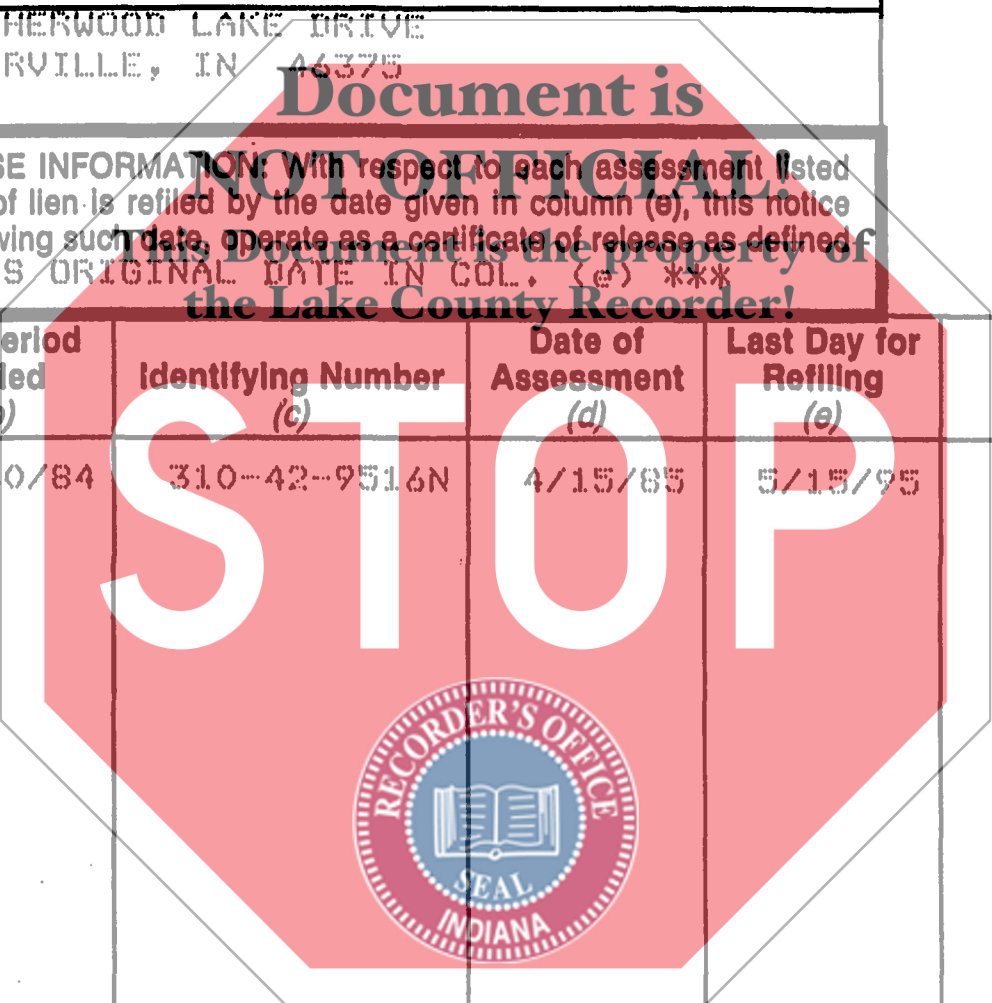 HERWOOD LAKE DRIVE
RVILLE, IN 46375
Document is
SE INFORMATION: With respect to each assessment listed
NOT OFFICIAL!
of lien is refiled by the date given in column (e), this notice
wing such date, operate as a certificate of release as defined
This Document is the property of
S ORIGINAL DATE IN COL. (e) ***
the Lake County Recorder!
eriod
Identifying Number
(c)
Date of
Assessment
(d)
Last Day for
Refiling
(e)
0/84 310-42-9516N 4/15/85 5/15/95
STOP
RECORDER'S OFFICE
SEAL
INDIANA